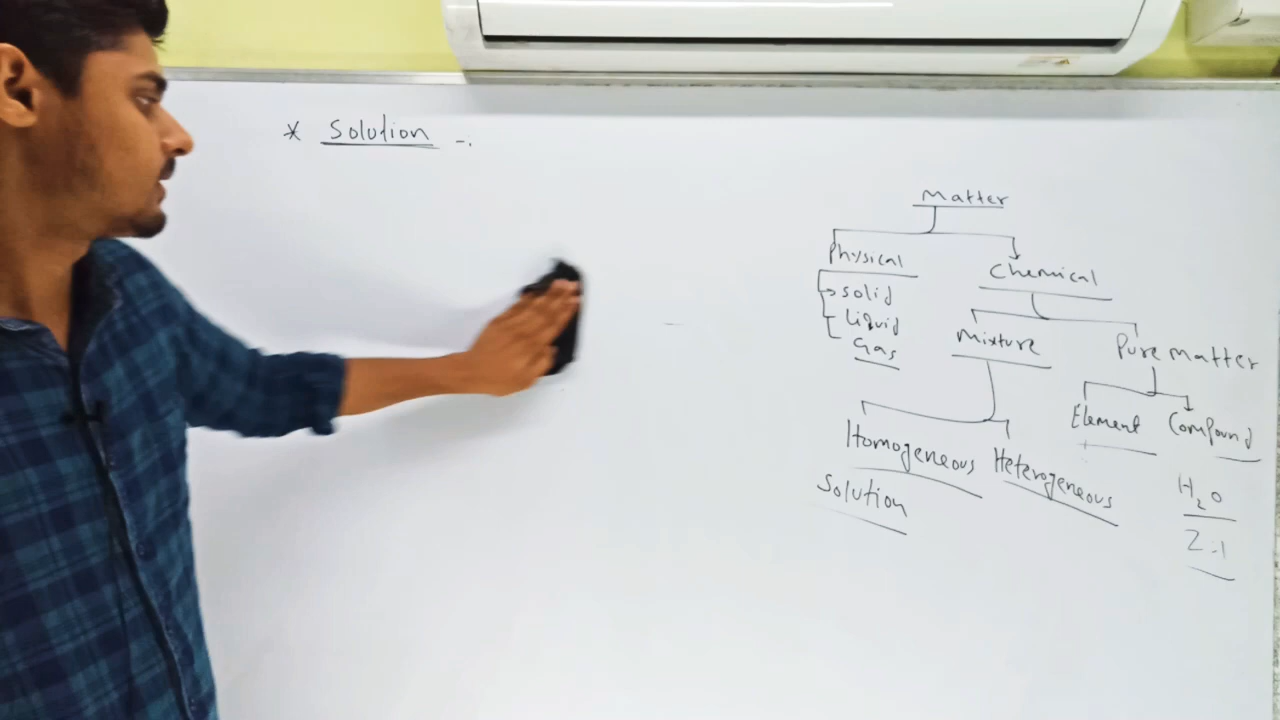 * Solution -.
Matter
Physical
Chemical
solid
liquid
Gas
Mixture
Pure matter
Element
Compound
Homogeneous
Heterogeneous
Solution
H₂O
2:1